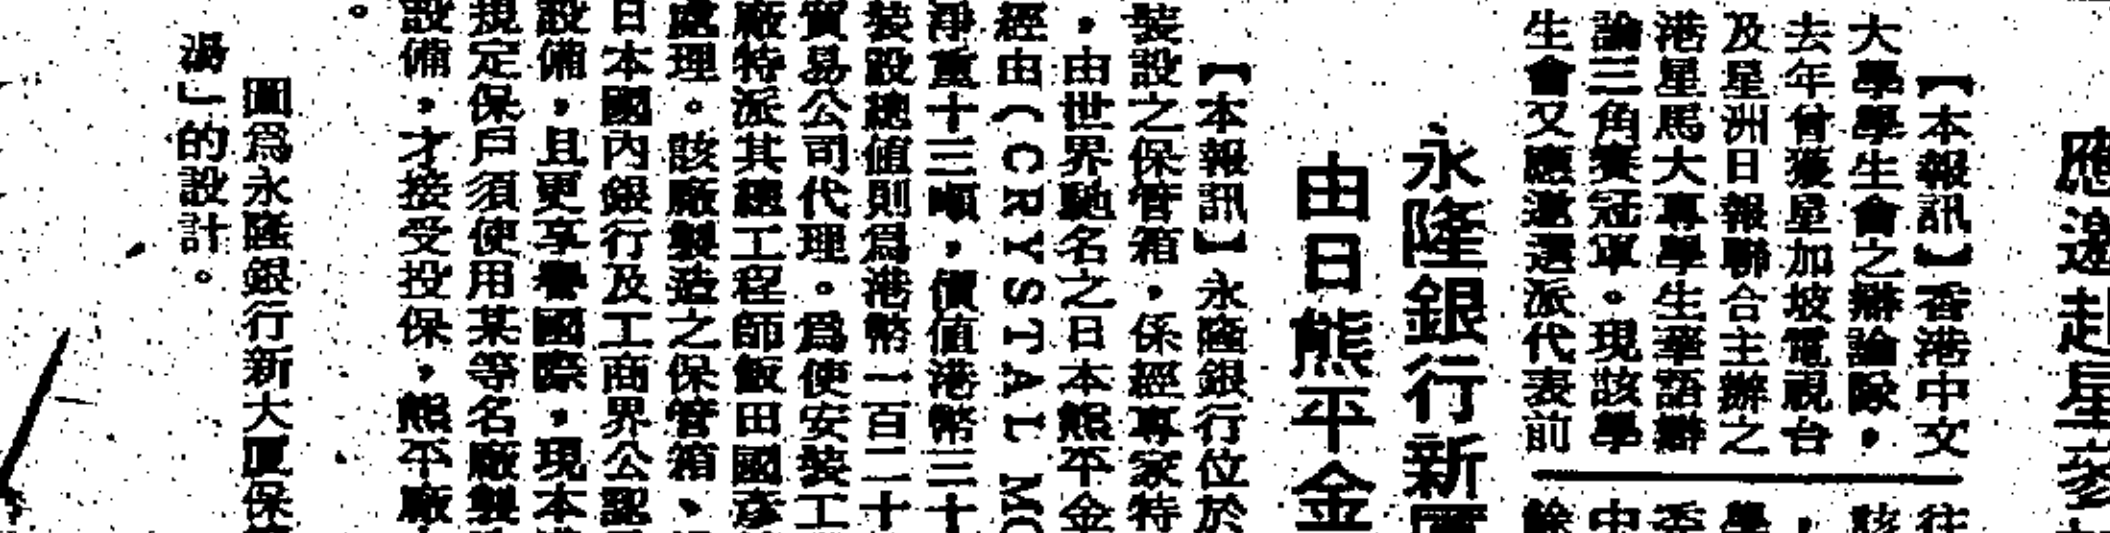 應邀赴星參
【本報訊】香港中文
大學學生會之辯論隊，
去年曾獲星加坡電視台
及星洲日報聯合主辦之
港星馬大專學生華語辯
論三角賽冠軍。現該學
生會又應邀選派代表前
往
該
，
學
委
中
餘
永隆銀行新廈
由日熊平金
【本報訊】永隆銀行位於
裝設之保管箱，係經專家特
，由世界馳名之日本熊平金
經由（CRYSTAL MO
淨重十三噸，價值港幣三十
裝設總值則爲港幣一百二十
貿易公司代理。爲使安裝工
廠特派其總工程師飯田國彥
處理。該廠製造之保管箱、
日本國內銀行及工商界公認
設備，且更享譽國際，現本
規定保戶須使用某等名廠製
設備，才接受投保，熊平廠
。
圖爲永隆銀行新大廈保
」的設計。